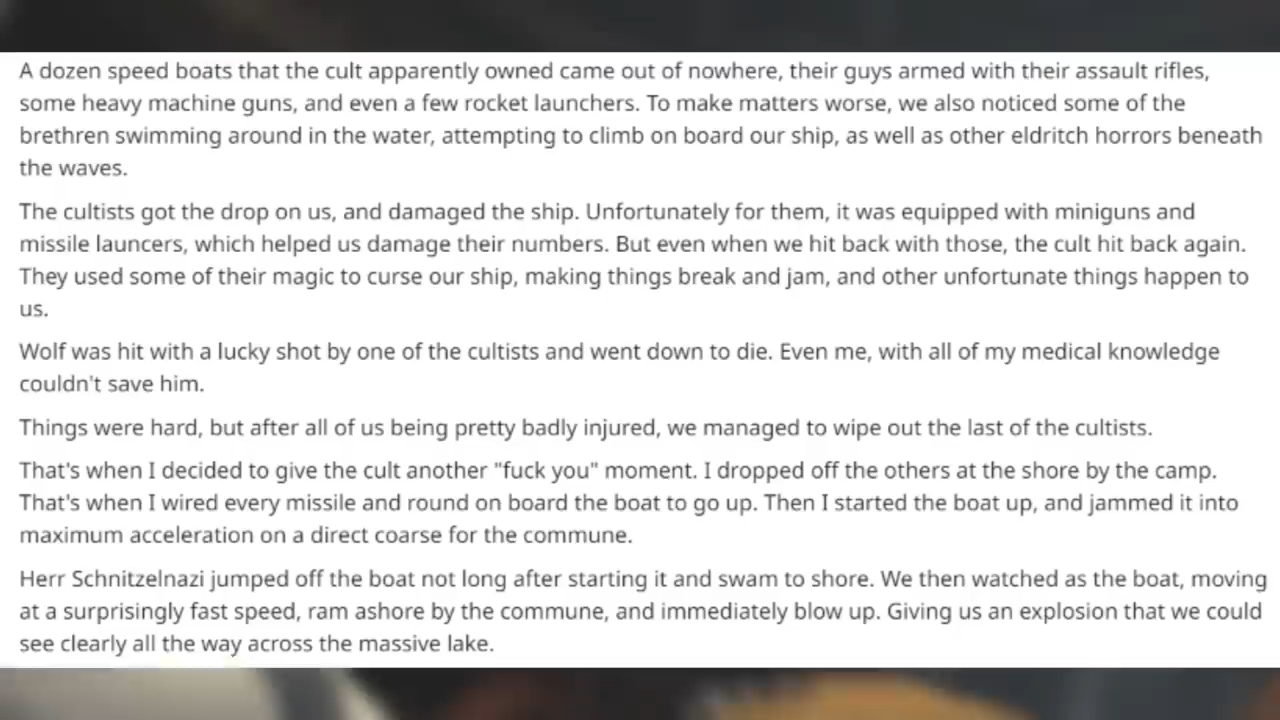 A dozen speed boats that the cult apparently owned came out of nowhere, their guys armed with their assault rifles,
some heavy machine guns, and even a few rocket launchers. To make matters worse, we also noticed some of the
brethren swimming around in the water, attempting to climb on board our ship, as well as other eldritch horrors beneath
the waves.
The cultists got the drop on us, and damaged the ship. Unfortunately for them, it was equipped with miniguns and
missile launcers, which helped us damage their numbers. But even when we hit back with those, the cult hit back again.
They used some of their magic to curse our ship, making things break and jam, and other unfortunate things happen to
us.
Wolf was hit with a lucky shot by one of the cultists and went down to die. Even me, with all of my medical knowledge
couldn't save him.
Things were hard, but after all of us being pretty badly injured, we managed to wipe out the last of the cultists.
That's when I decided to give the cult another "fuck you" moment. I dropped off the others at the shore by the camp.
That's when I wired every missile and round on board the boat to go up. Then I started the boat up, and jammed it into
maximum acceleration on a direct coarse for the commune.
Herr Schnitzelnazi jumped off the boat not long after starting it and swam to shore. We then watched as the boat, moving
at a surprisingly fast speed, ram ashore by the commune, and immediately blow up. Giving us an explosion that we could
see clearly all the way across the massive lake.